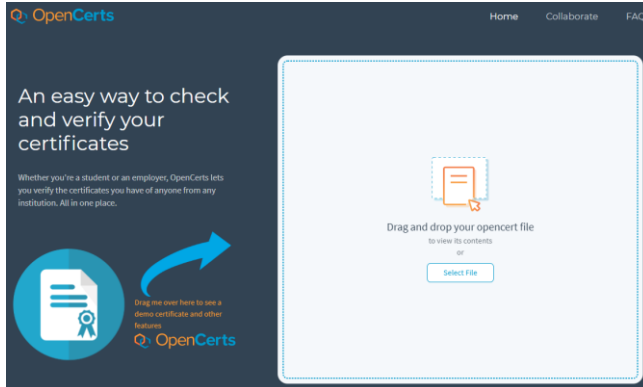 OpenCerts
Home Collaborate FAQ
An easy way to check
and verify your
certificates
Whether you're a student or an employer, OpenCerts lets
you verify the certificates you have of anyone from any
institution. All in one place.
Drag me over here to see a
demo certificate and other
features
OpenCerts
Drag and drop your opencert file
to view its contents
or
Select File